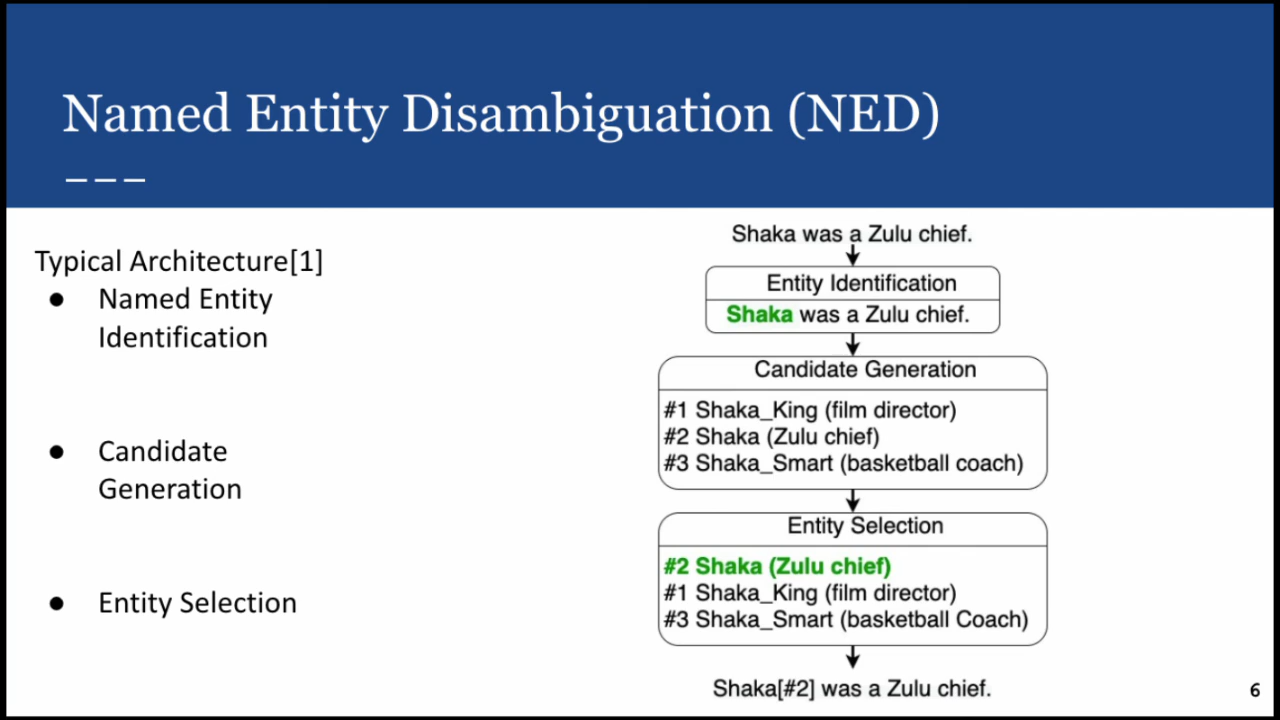 Named Entity Disambiguation (NED)
Typical Architecture[1]
● Named Entity
Identification
● Candidate
Generation
● Entity Selection
Shaka was a Zulu chief.
Entity Identification
Shaka was a Zulu chief.
Candidate Generation
#1 Shaka_King (film director)
#2 Shaka (Zulu chief)
#3 Shaka_Smart (basketball coach)
Entity Selection
#2 Shaka (Zulu chief)
#1 Shaka_King (film director)
#3 Shaka_Smart (basketball Coach)
Shaka[#2] was a Zulu chief.
6